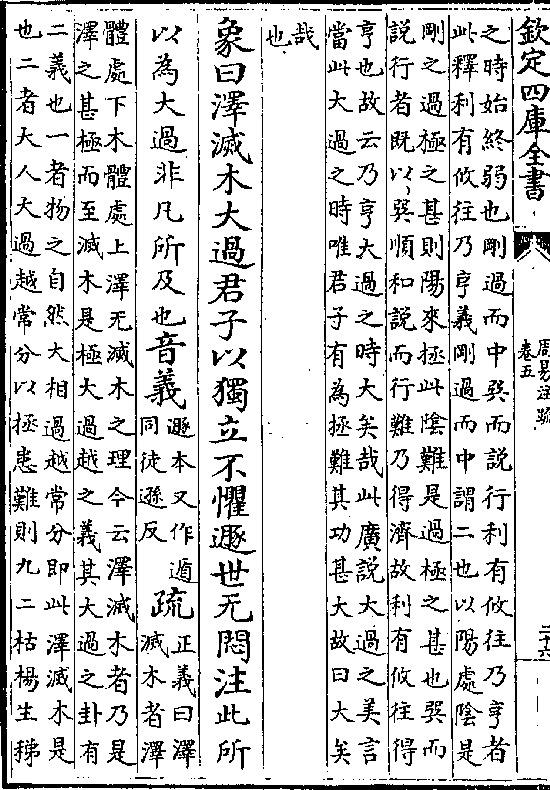 欽定四庫全書
周易注疏
卷五
二六
之時始終弱也剛過而中巽而說行利有攸往乃亨者
此釋利有攸往乃亨義剛過而中謂二也以陽處陰是
剛之過極之甚則陽來拯此陰難是過極之甚也巽而
說行者既以巽順和說而行難乃得濟故利有攸往得
亨也故云乃亨大過之時大矣哉此廣說大過之美言
當此大過之時唯君子有為拯難其功甚大故曰大矣
哉
也
象曰澤滅木大過君子以獨立不懼遯世无悶注此所
以為大過非凡所及也音義
遯本又作遁
同徒遜反
疏
正義曰澤
滅木者澤
體處下木體處上澤无滅木之理今云澤滅木者乃是
澤之甚極而至滅木是極大過越之義其大過之卦有
二義也一者物之自然大相過越常分即此澤滅木是
也二者大人大過越常分以拯患難則九二枯楊生稊